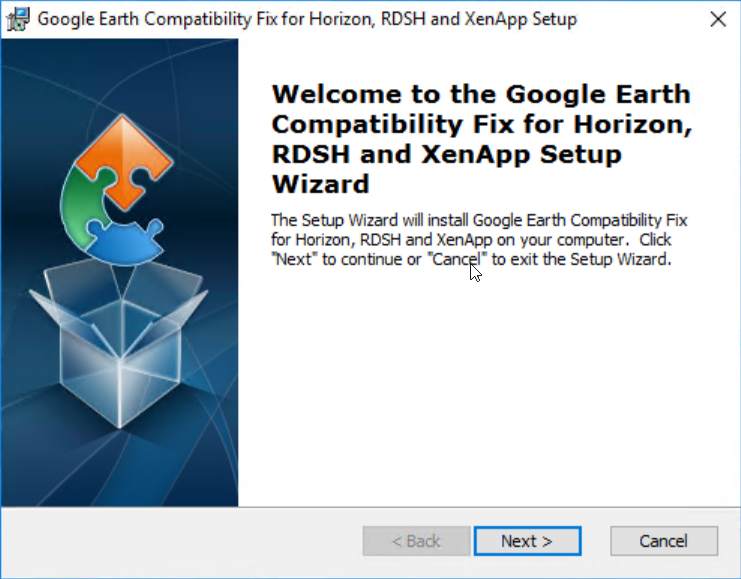 Google Earth Compatibility Fix for Horizon, RDSH and XenApp Setup
Welcome to the Google Earth
Compatibility Fix for Horizon,
RDSH and XenApp Setup
Wizard
The Setup Wizard will install Google Earth Compatibility Fix
for Horizon, RDSH and XenApp on your computer.  Click
"Next" to continue or "Cancel" to exit the Setup Wizard.
< Back
Next >
Cancel